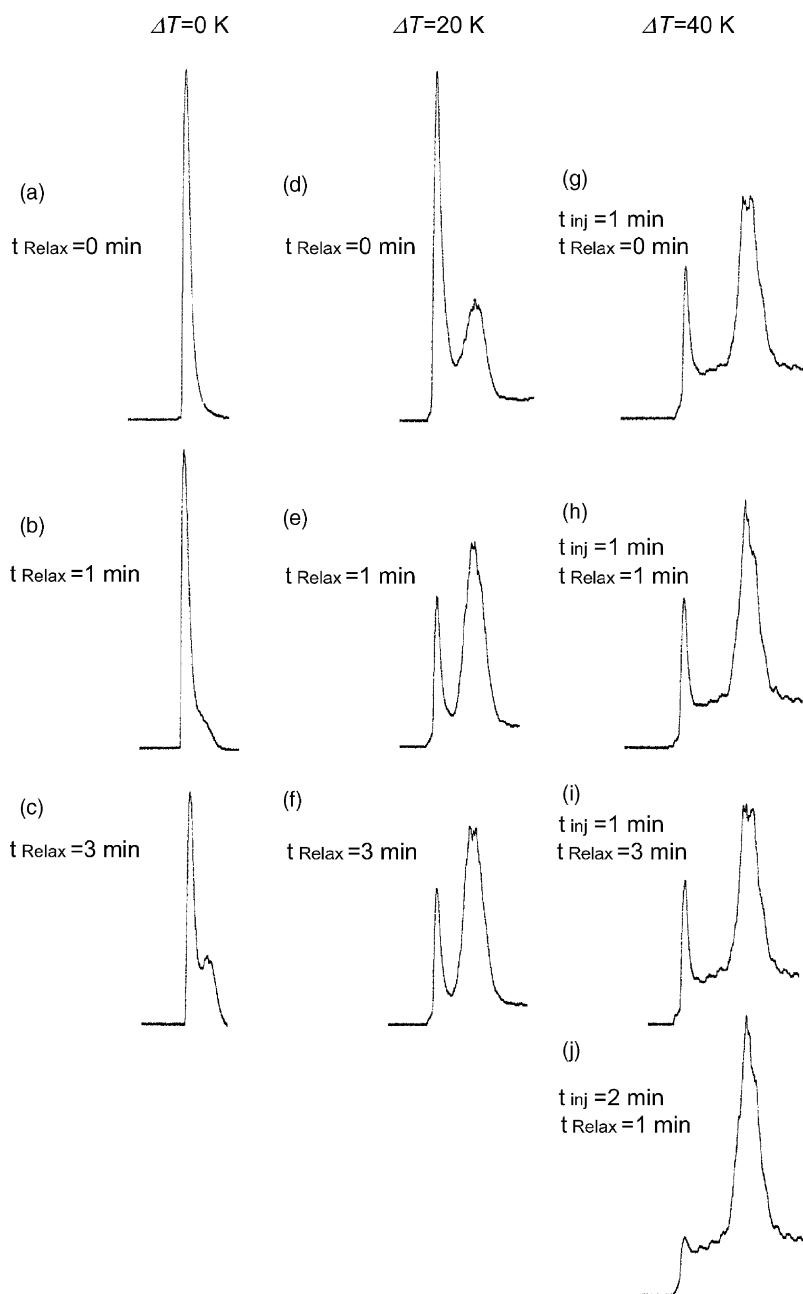 ΔT=0 K
ΔT=20 K
ΔT=40 K
(a)
t Relax =0 min
(d)
t Relax =0 min
(g)
t inj =1 min
t Relax =0 min
(b)
t Relax =1 min
(e)
t Relax =1 min
(h)
t inj =1 min
t Relax =1 min
(c)
t Relax =3 min
(f)
t Relax =3 min
(i)
t inj =1 min
t Relax =3 min
(j)
t inj =2 min
t Relax =1 min